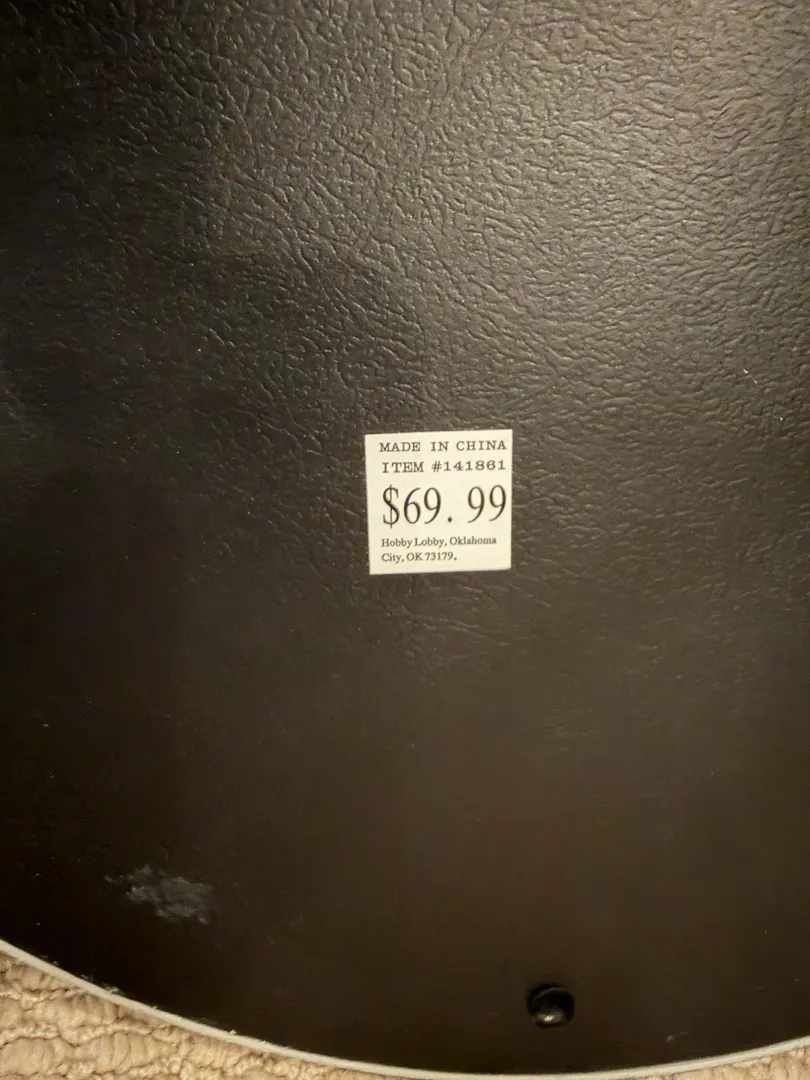 MADE IN CHINA
ITEM #141861
$69.99
Hobby Lobby, Oklahoma
City, OK 73179.